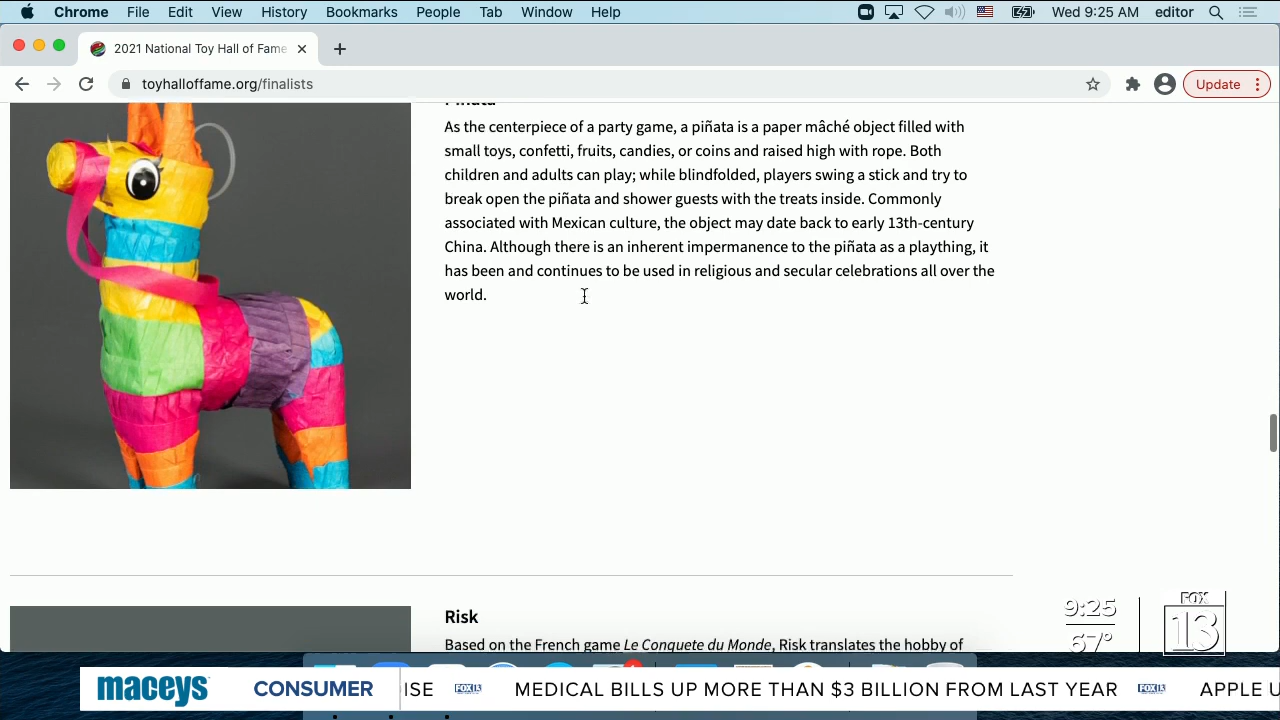 Chrome File Edit View History Bookmarks People Tab Window Help Wed 9:25 AM editor
2021 National Toy Hall of Fame
toyhalloffame.org/finalists Update
As the centerpiece of a party game, a piñata is a paper mâché object filled with
small toys, confetti, fruits, candies, or coins and raised high with rope. Both
children and adults can play; while blindfolded, players swing a stick and try to
break open the piñata and shower guests with the treats inside. Commonly
associated with Mexican culture, the object may date back to early 13th-century
China. Although there is an inherent impermanence to the piñata as a plaything, it
has been and continues to be used in religious and secular celebrations all over the
world.
Risk
Based on the French game Le Conquete du Monde, Risk translates the hobby of
9:25
67°
FOX
13
maceys CONSUMER ISE FOX 13 MEDICAL BILLS UP MORE THAN $3 BILLION FROM LAST YEAR FOX 13 APPLE U